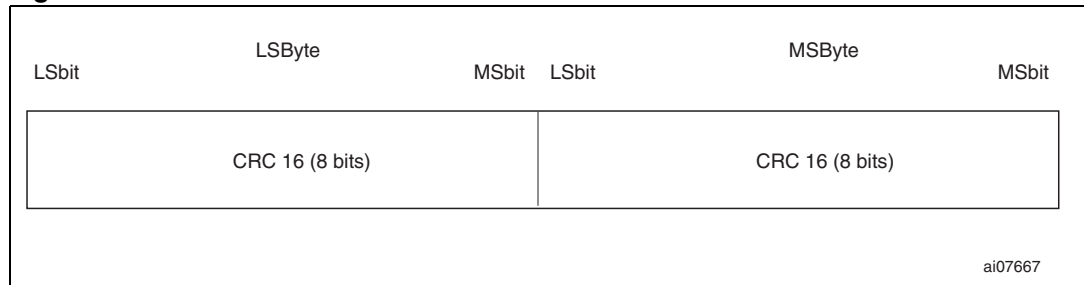 LSByte MSByte
LSbit MSbit LSbit MSbit
CRC 16 (8 bits) CRC 16 (8 bits)
ai07667